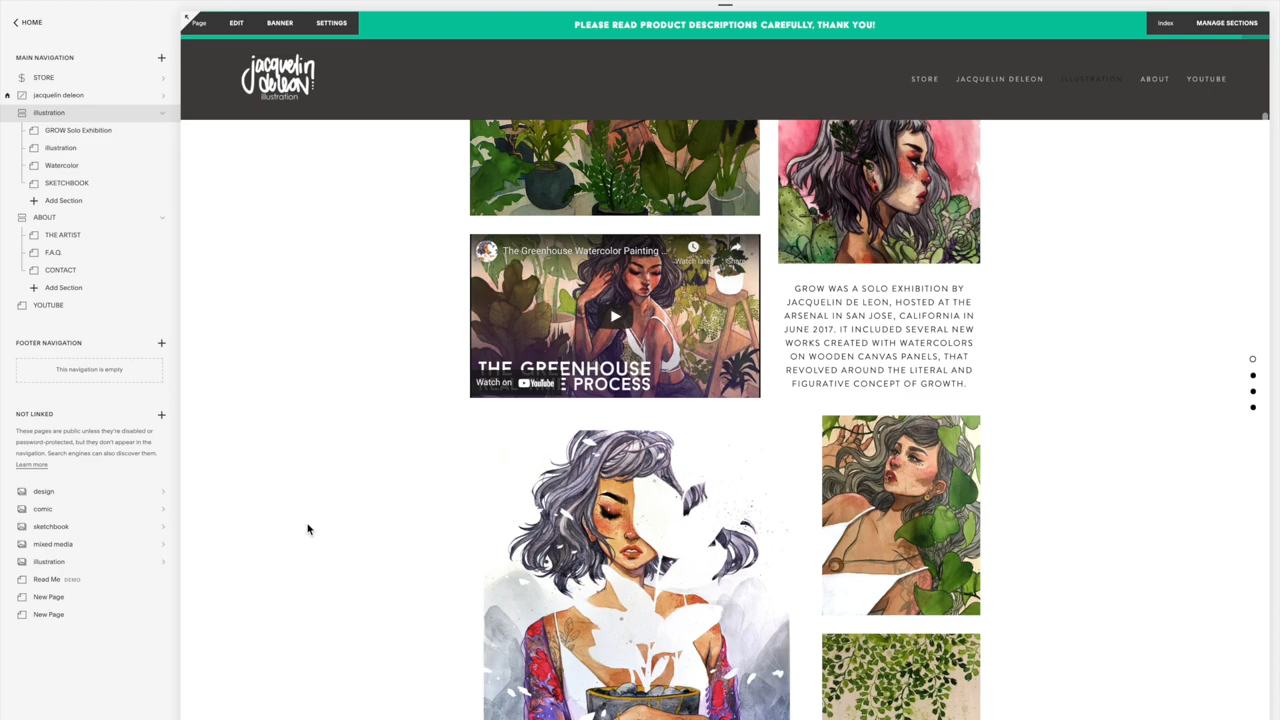 HOME
MAIN NAVIGATION
STORE
jacquelin deleon
illustration
GROW Solo Exhibition
illustration
Watercolor
SKETCHBOOK
Add Section
ABOUT
THE ARTIST
F.A.Q.
CONTACT
Add Section
YOUTUBE
FOOTER NAVIGATION
This navigation is empty
NOT LINKED
These pages are public unless they're disabled or
password-protected, but they don't appear in the
navigation. Search engines can also discover them.
Learn more
design
comic
sketchbook
mixed media
illustration
Read Me DEMO
New Page
New Page
Page EDIT BANNER SETTINGS
PLEASE READ PRODUCT DESCRIPTIONS CAREFULLY, THANK YOU!
Index MANAGE SECTIONS
jacquelin
deleon
illustration
STORE JACQUELIN DELEON ILLUSTRATION ABOUT YOUTUBE
The Greenhouse Watercolor Painting ...
Watch later Share
THE GREENHOUSE
PROCESS
Watch on YouTube
GROW WAS A SOLO EXHIBITION BY
JACQUELIN DE LEON, HOSTED AT THE
ARSENAL IN SAN JOSE, CALIFORNIA IN
JUNE 2017. IT INCLUDED SEVERAL NEW
WORKS CREATED WITH WATERCOLORS
ON WOODEN CANVAS PANELS, THAT
REVOLVED AROUND THE LITERAL AND
FIGURATIVE CONCEPT OF GROWTH.